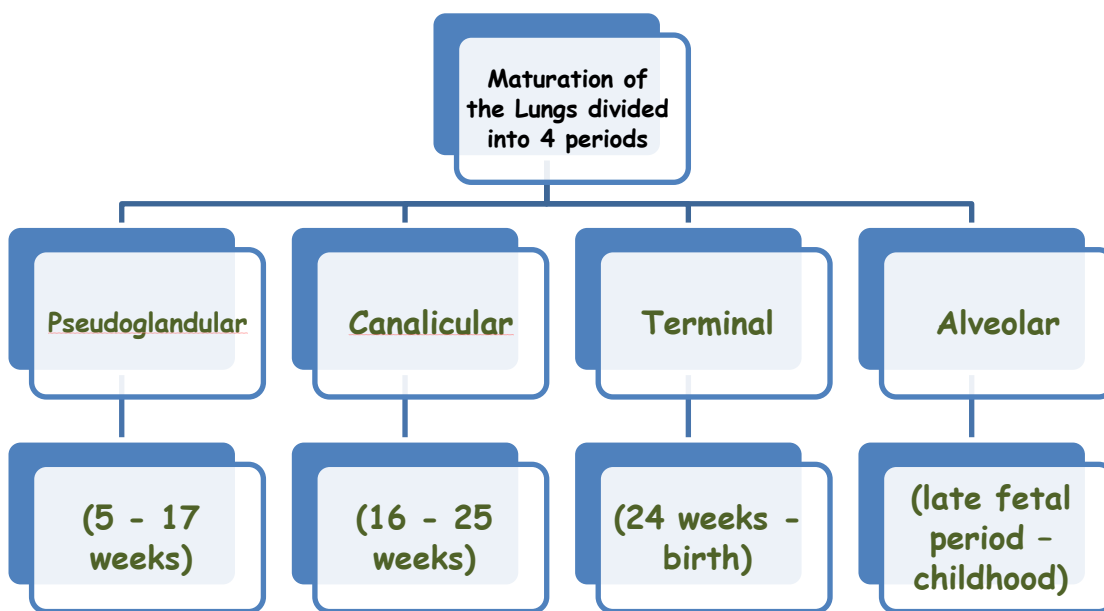 Maturation of
the Lungs divided
into 4 periods
Pseudoglandular
Canalicular
Terminal
Alveolar
(5 - 17
weeks)
(16 - 25
weeks)
(24 weeks -
birth)
(late fetal
period –
childhood)